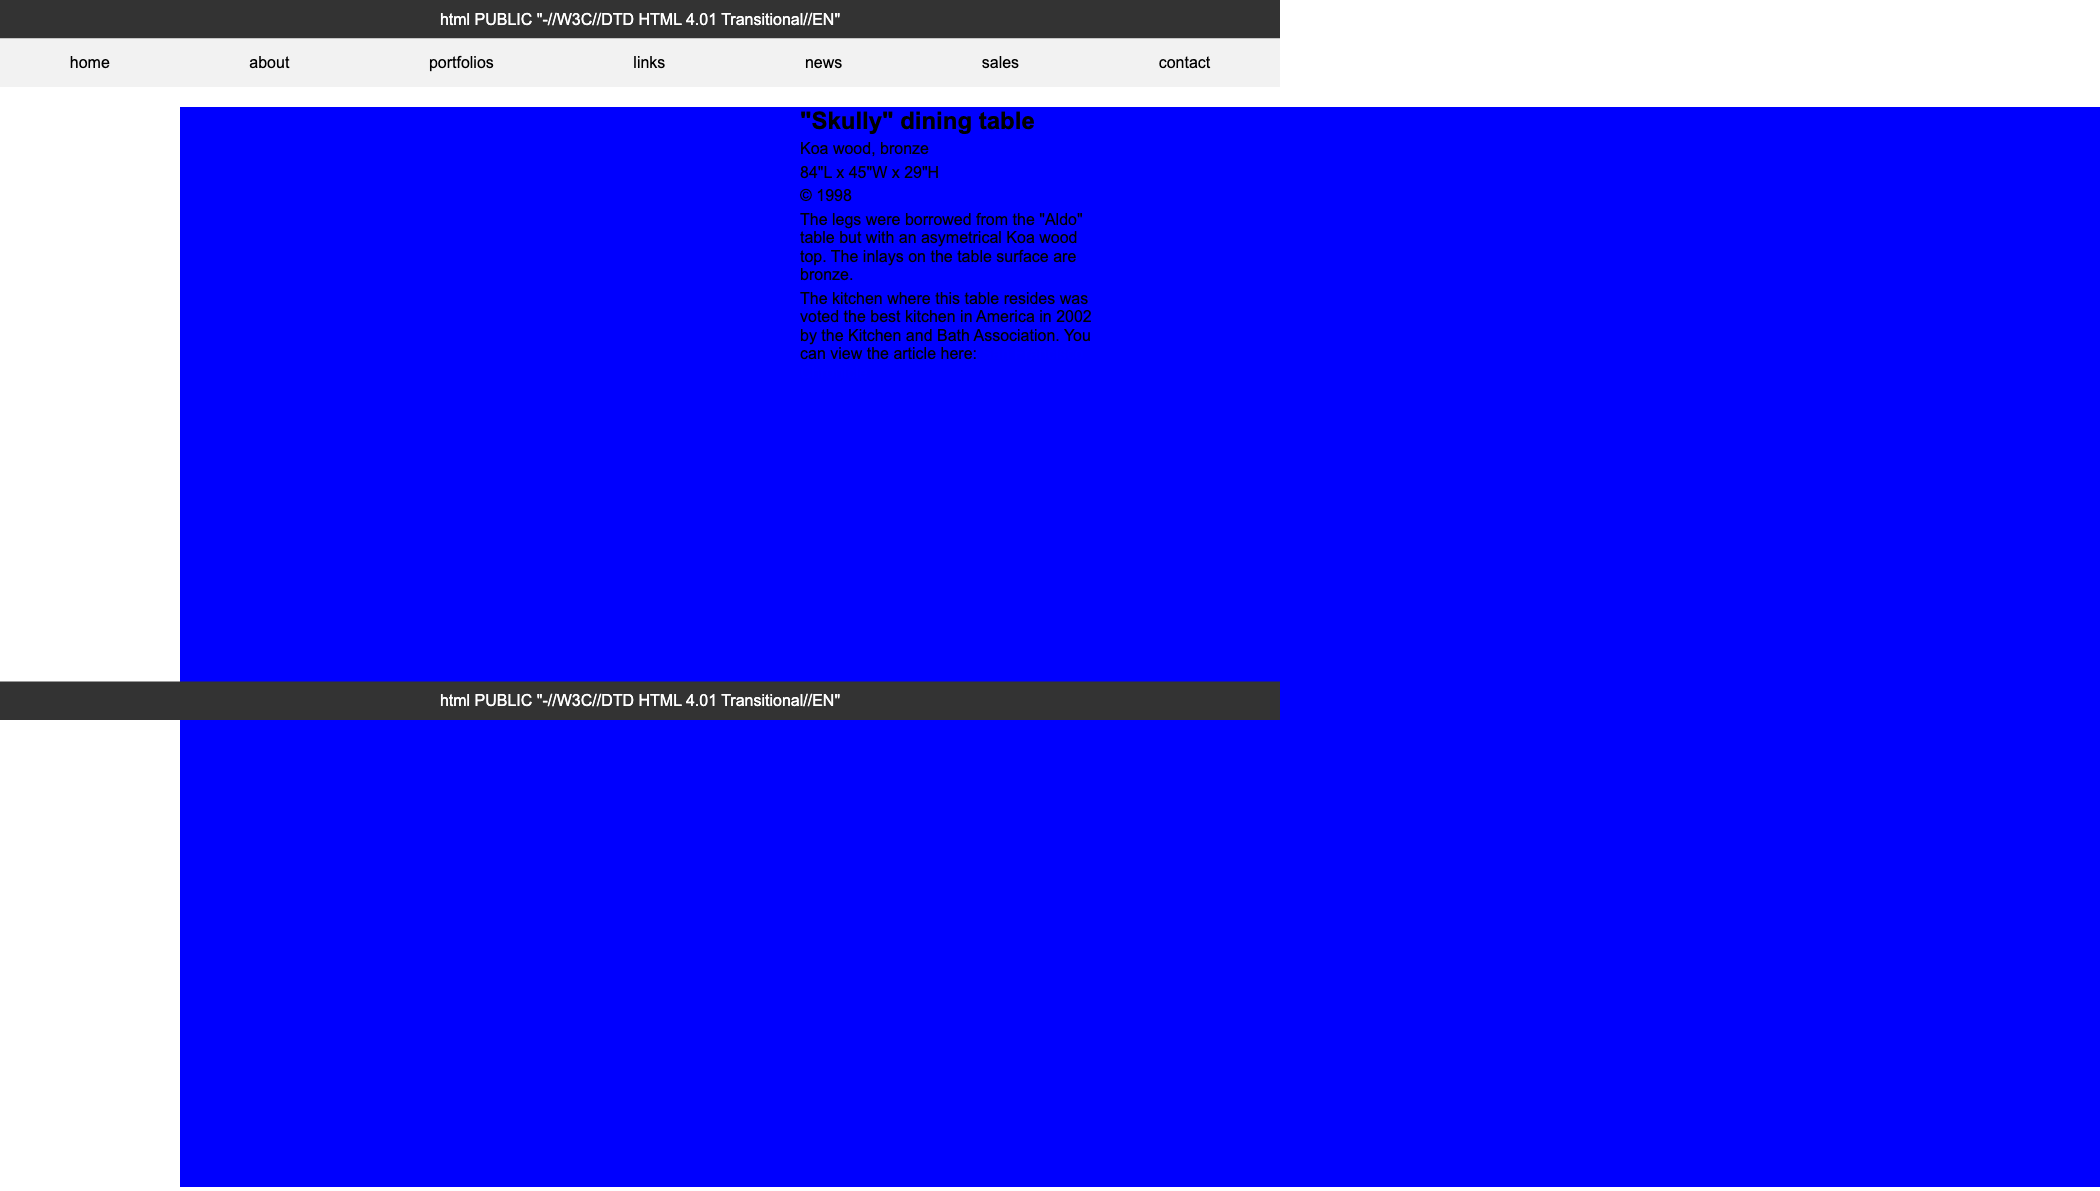 html PUBLIC "-//W3C//DTD HTML 4.01 Transitional//EN"
home about portfolios links news sales contact
"Skully" dining table
Koa wood, bronze
84"L x 45"W x 29"H
© 1998
The legs were borrowed from the "Aldo"
table but with an asymetrical Koa wood
top. The inlays on the table surface are
bronze.
The kitchen where this table resides was
voted the best kitchen in America in 2002
by the Kitchen and Bath Association. You
can view the article here:
html PUBLIC "-//W3C//DTD HTML 4.01 Transitional//EN"